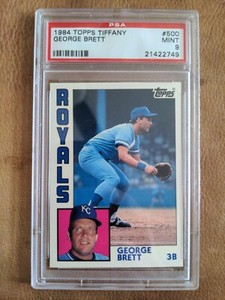 PSA
1984 TOPPS TIFFANY #500
GEORGE BRETT MINT
9
21422749
Topps
ROYALS
KC
GEORGE
BRETT 3B